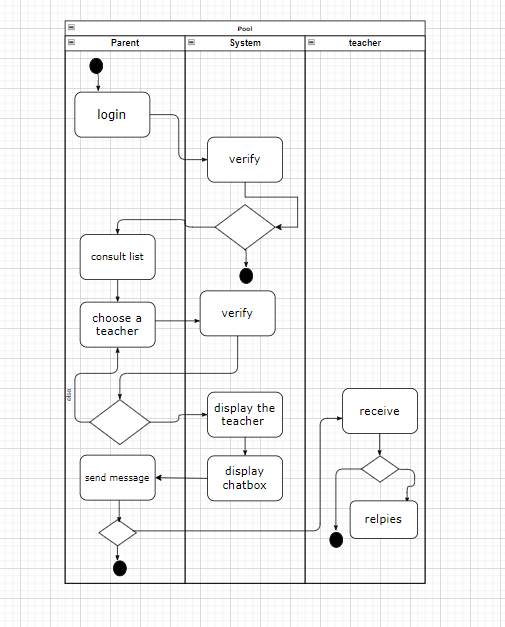 Pool
Parent
System
teacher
login
verify
consult list
choose a
teacher
verify
else
display the
teacher
receive
send message
display
chatbox
relpies